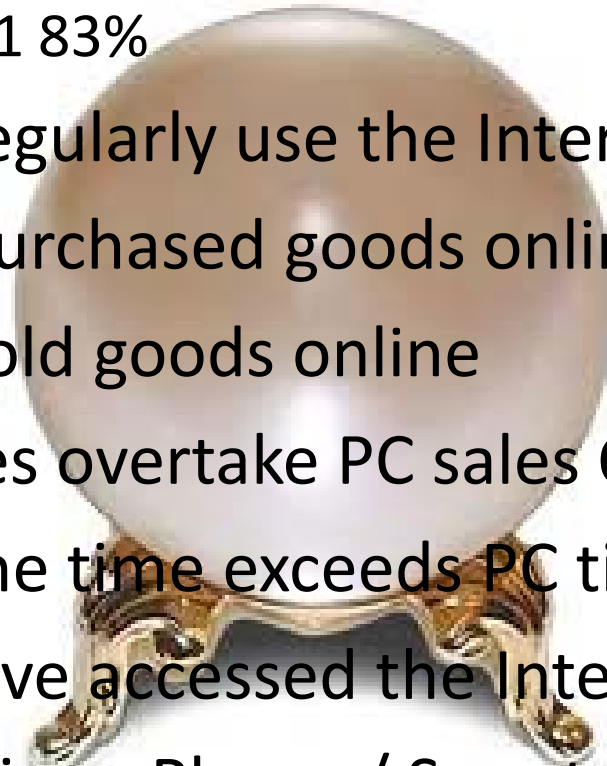 1 83%
egularly use the Inter
urchased goods onlin
old goods online
es overtake PC sales
ne time exceeds PC ti
ve accessed the Inte